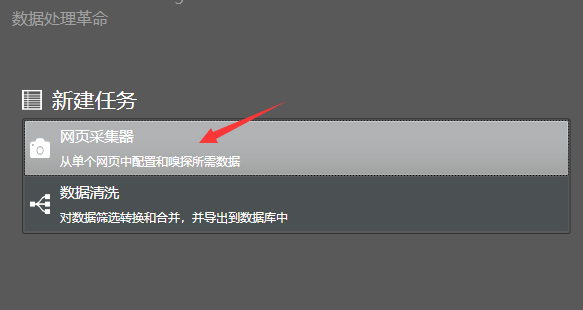 数据处理革命
新建任务
网页采集器
从单个网页中配置和嗅探所需数据
数据清洗
对数据筛选转换和合并，并导出到数据库中